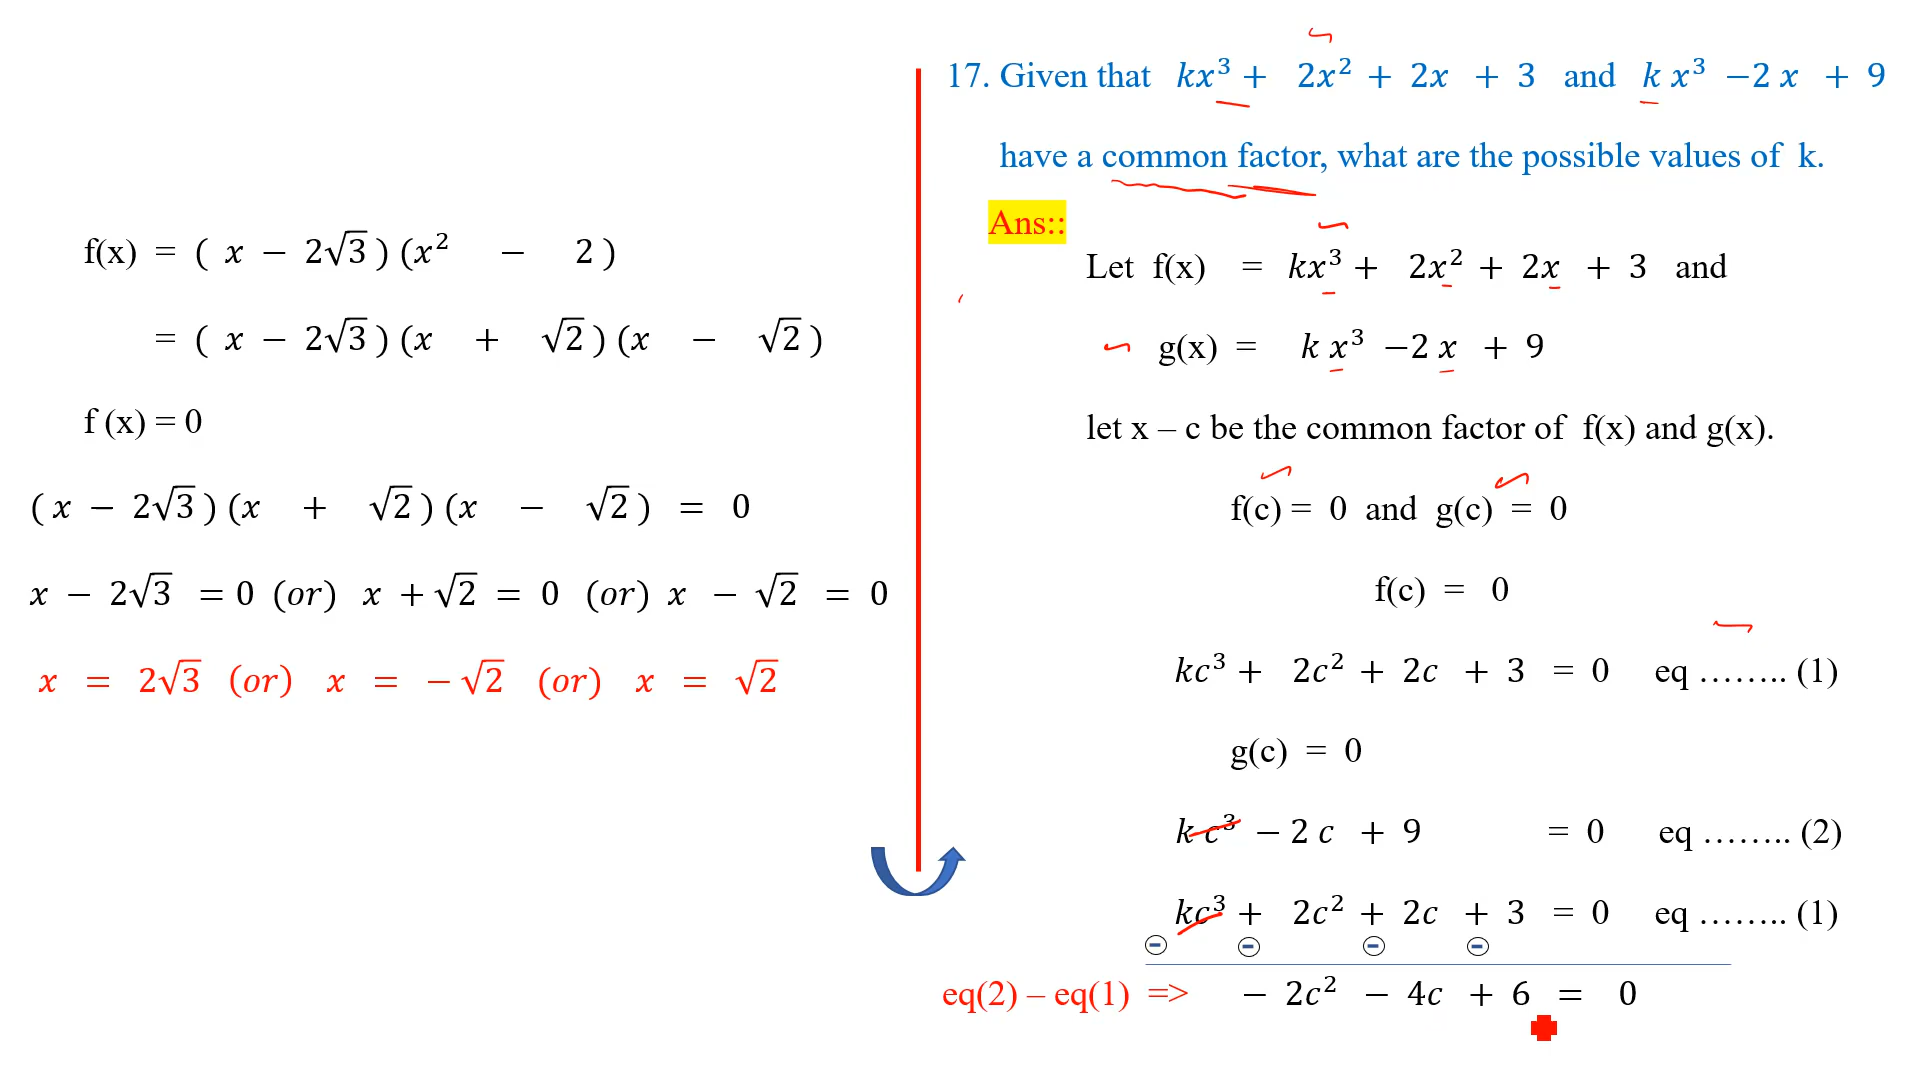 f(x) = ( x − 2√3 ) (x² − 2 )
= ( x − 2√3 ) (x + √2 ) (x − √2 )
f (x) = 0
( x − 2√3 ) (x + √2 ) (x − √2 ) = 0
x − 2√3 = 0 (or) x + √2 = 0 (or) x − √2 = 0
x = 2√3 (or) x = − √2 (or) x = √2
17. Given that kx³ + 2x² + 2x + 3 and k x³ −2 x + 9
have a common factor, what are the possible values of k.
Ans::
Let f(x) = kx³ + 2x² + 2x + 3 and
g(x) = k x³ −2 x + 9
let x – c be the common factor of f(x) and g(x).
f(c) = 0 and g(c) = 0
f(c) = 0
kc³ + 2c² + 2c + 3 = 0 eq …….. (1)
g(c) = 0
k c³ − 2 c + 9 = 0 eq …….. (2)
kc³ + 2c² + 2c + 3 = 0 eq …….. (1)
⊖ ⊖ ⊖ ⊖
eq(2) – eq(1) => − 2c² − 4c + 6 = 0